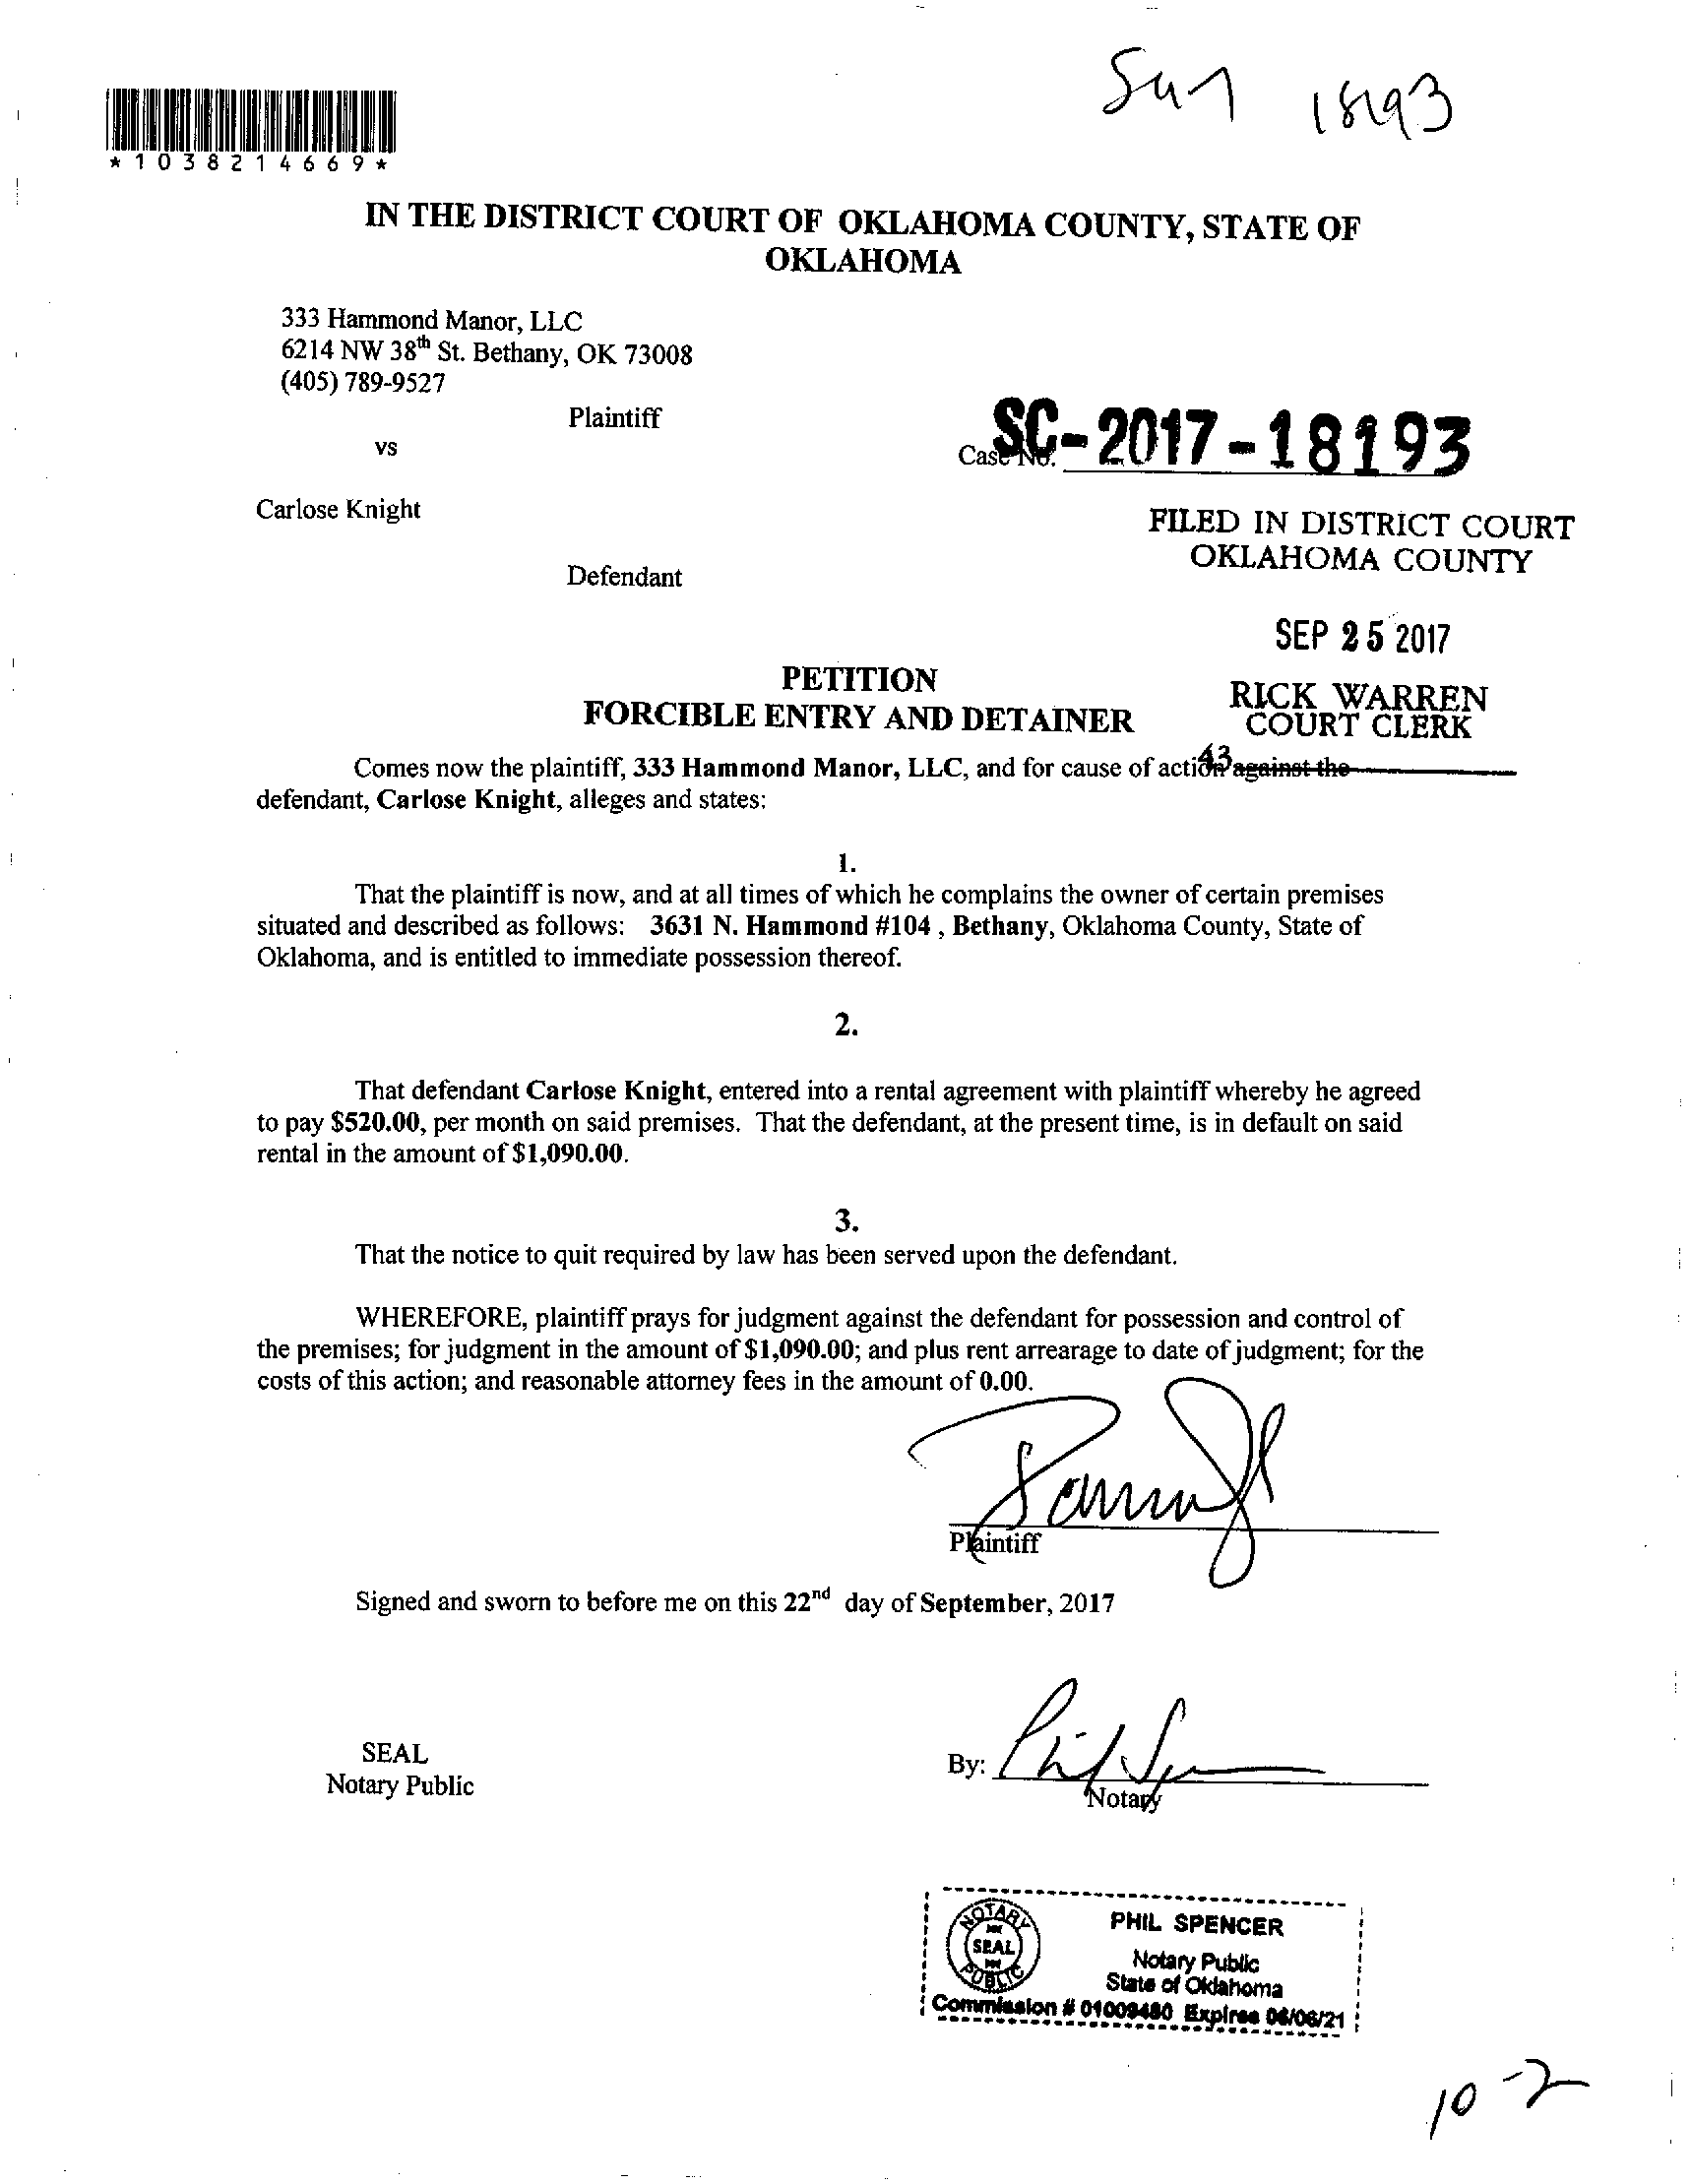 18193
*1038214669*
IN THE DISTRICT COURT OF OKLAHOMA COUNTY, STATE OF
OKLAHOMA
333 Hammond Manor, LLC
6214 NW 38th St. Bethany, OK 73008
(405) 789-9527
Plaintiff
vs
Case No. SC-2017-18193
Carlose Knight
FILED IN DISTRICT COURT
OKLAHOMA COUNTY
Defendant
SEP 25 2017
PETITION
RICK WARREN
FORCIBLE ENTRY AND DETAINER
COURT CLERK
43
Comes now the plaintiff, 333 Hammond Manor, LLC, and for cause of action against the
defendant, Carlose Knight, alleges and states:
1.
That the plaintiff is now, and at all times of which he complains the owner of certain premises
situated and described as follows: 3631 N. Hammond #104 , Bethany, Oklahoma County, State of
Oklahoma, and is entitled to immediate possession thereof.
2.
That defendant Carlose Knight, entered into a rental agreement with plaintiff whereby he agreed
to pay $520.00, per month on said premises. That the defendant, at the present time, is in default on said
rental in the amount of $1,090.00.
3.
That the notice to quit required by law has been served upon the defendant.
WHEREFORE, plaintiff prays for judgment against the defendant for possession and control of
the premises; for judgment in the amount of $1,090.00; and plus rent arrearage to date of judgment; for the
costs of this action; and reasonable attorney fees in the amount of 0.00.
Plaintiff
Signed and sworn to before me on this 22nd day of September, 2017
SEAL
Notary Public
By: Phil Spencer
Notary
NOTARY
SEAL
PUBLIC
PHIL SPENCER
Notary Public
State of Oklahoma
Commission # 01009480 Expires 06/06/21
10-2